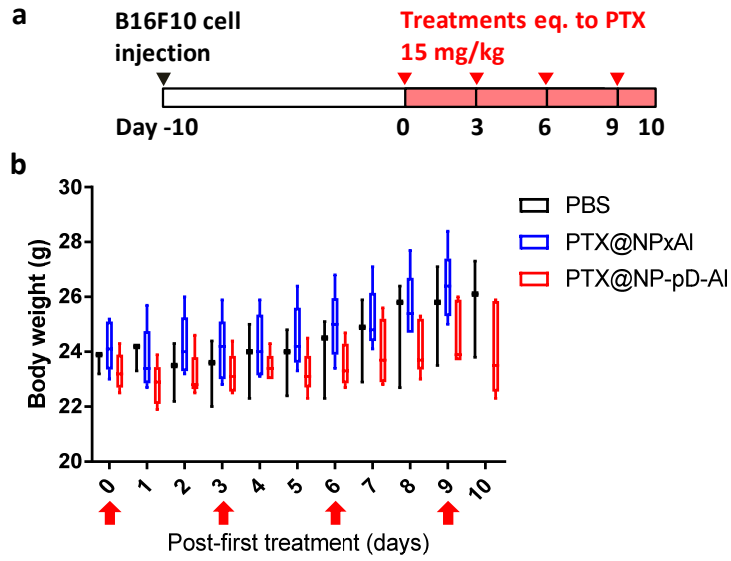 a
B16F10 cell
injection
Treatments eq. to PTX
15 mg/kg
Day -10 0 3 6 9 10
b
Body weight (g)
30
28
26
24
22
20
PBS
PTX@NPxAl
PTX@NP-pD-Al
0 1 2 3 4 5 6 7 8 9 10
Post-first treatment (days)